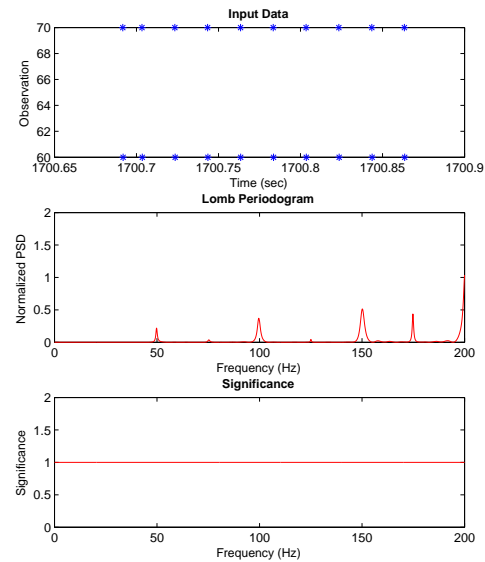 Input Data
70
68
66
64
62
60
Observation
1700.65 1700.7 1700.75 1700.8 1700.85 1700.9
Time (sec)
Lomb Periodogram
2
1.5
1
0.5
0
Normalized PSD
0 50 100 150 200
Frequency (Hz)
Significance
2
1.5
1
0.5
0
Significance
0 50 100 150 200
Frequency (Hz)